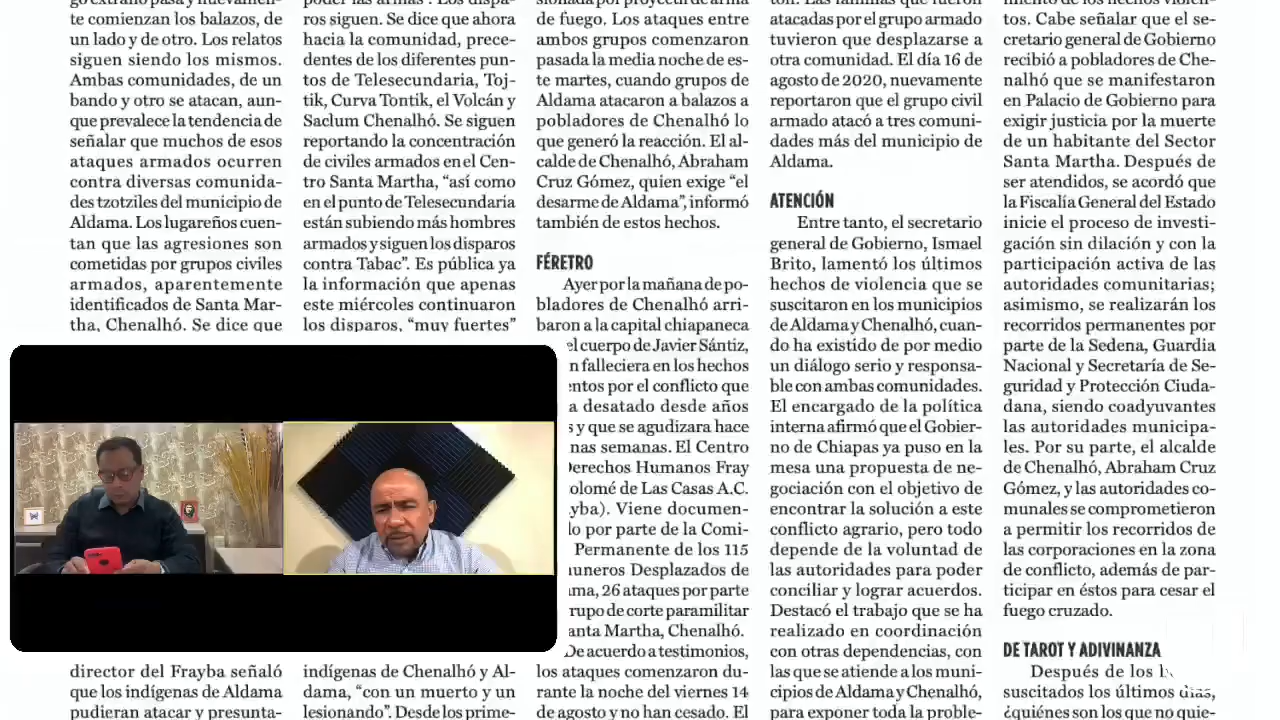 te comienzan los balazos, de
un lado y de otro. Los relatos
siguen siendo los mismos.
Ambas comunidades, de un
bando y otro se atacan, aun-
que prevalece la tendencia de
señalar que muchos de esos
ataques armados ocurren
contra diversas comunida-
des tzotziles del municipio de
Aldama. Los lugareños cuen-
tan que las agresiones son
cometidas por grupos civiles
armados, aparentemente
identificados de Santa Mar-
tha, Chenalhó. Se dice que
director del Frayba señaló
que los indígenas de Aldama
pudieran atacar y presunta-
poder las armas". Los dispa-
ros siguen. Se dice que ahora
hacia la comunidad, prece-
dentes de los diferentes pun-
tos de Telesecundaria, Toj-
tik, Curva Tontik, el Volcán y
Saclum Chenalhó. Se siguen
reportando la concentración
de civiles armados en el Cen-
tro Santa Martha, “así como
en el punto de Telesecundaria
están subiendo más hombres
armados y siguen los disparos
contra Tabac”. Es pública ya
la información que apenas
este miércoles continuaron
los disparos, “muy fuertes”
indígenas de Chenalhó y Al-
dama, “con un muerto y un
lesionando”. Desde los prime-
sionada por proyectil de arma
de fuego. Los ataques entre
ambos grupos comenzaron
pasada la media noche de es-
te martes, cuando grupos de
Aldama atacaron a balazos a
pobladores de Chenalhó lo
que generó la reacción. El al-
calde de Chenalhó, Abraham
Cruz Gómez, quien exige “el
desarme de Aldama”, informó
también de estos hechos.
FÉRETRO
Ayer por la mañana de po-
bladores de Chenalhó arri-
baron a la capital chiapaneca
el cuerpo de Javier Sántiz,
n falleciera en los hechos
entos por el conflicto que
a desatado desde años
s y que se agudizara hace
nas semanas. El Centro
Derechos Humanos Fray
olomé de Las Casas A.C.
ayba). Viene documen-
lo por parte de la Comi-
Permanente de los 115
uneros Desplazados de
ma, 26 ataques por parte
rupo de corte paramilitar
anta Martha, Chenalhó.
De acuerdo a testimonios,
los ataques comenzaron du-
rante la noche del viernes 14
de agosto y no han cesado. El
ton. Las familias que fueron
atacadas por el grupo armado
tuvieron que desplazarse a
otra comunidad. El día 16 de
agosto de 2020, nuevamente
reportaron que el grupo civil
armado atacó a tres comuni-
dades más del municipio de
Aldama.
ATENCIÓN
Entre tanto, el secretario
general de Gobierno, Ismael
Brito, lamentó los últimos
hechos de violencia que se
suscitaron en los municipios
de Aldama y Chenalhó, cuan-
do ha existido de por medio
un diálogo serio y responsa-
ble con ambas comunidades.
El encargado de la política
interna afirmó que el Gobier-
no de Chiapas ya puso en la
mesa una propuesta de ne-
gociación con el objetivo de
encontrar la solución a este
conflicto agrario, pero todo
depende de la voluntad de
las autoridades para poder
conciliar y lograr acuerdos.
Destacó el trabajo que se ha
realizado en coordinación
con otras dependencias, con
las que se atiende a los muni-
cipios de Aldama y Chenalhó,
para exponer toda la proble-
tos. Cabe señalar que el se-
cretario general de Gobierno
recibió a pobladores de Che-
nalhó que se manifestaron
en Palacio de Gobierno para
exigir justicia por la muerte
de un habitante del Sector
Santa Martha. Después de
ser atendidos, se acordó que
la Fiscalía General del Estado
inicie el proceso de investi-
gación sin dilación y con la
participación activa de las
autoridades comunitarias;
asimismo, se realizarán los
recorridos permanentes por
parte de la Sedena, Guardia
Nacional y Secretaría de Se-
guridad y Protección Ciuda-
dana, siendo coadyuvantes
las autoridades municipa-
les. Por su parte, el alcalde
de Chenalhó, Abraham Cruz
Gómez, y las autoridades co-
munales se comprometieron
a permitir los recorridos de
las corporaciones en la zona
de conflicto, además de par-
ticipar en éstos para cesar el
fuego cruzado.
DE TAROT Y ADIVINANZA
Después de los
suscitados los últimos días,
¿quiénes son los que no quie-